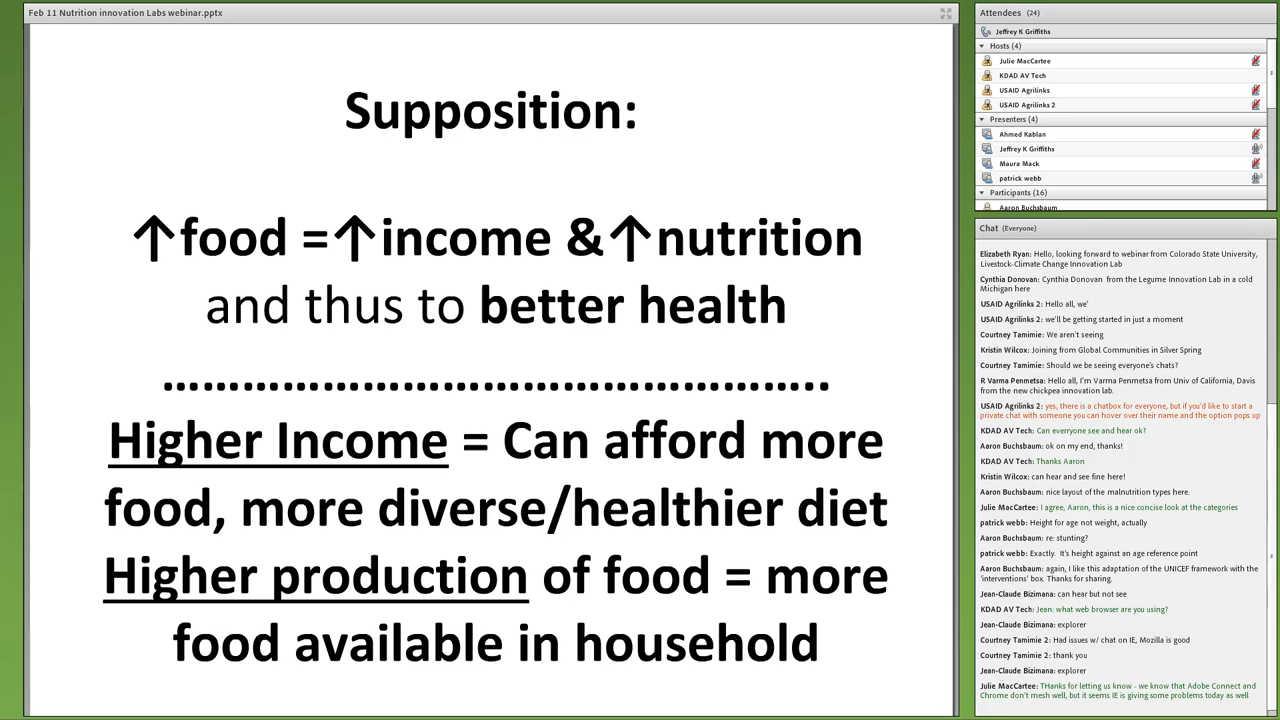 Feb 11 Nutrition innovation Labs webinar.pptx
Supposition:
↑food =↑income &↑nutrition
and thus to better health
……………………………………………..
Higher Income = Can afford more
food, more diverse/healthier diet
Higher production of food = more
food available in household
Attendees (24)
Jeffrey K Griffiths
Hosts (4)
Julie MacCartee
KDAD AV Tech
USAID Agrilinks
USAID Agrilinks 2
Presenters (4)
Ahmed Kablan
Jeffrey K Griffiths
Maura Mack
patrick webb
Participants (16)
Aaron Buchsbaum
Chat (Everyone)
Elizabeth Ryan: Hello, looking forward to webinar from Colorado State University,
Livestock-Climate Change Innovation Lab
Cynthia Donovan: Cynthia Donovan from the Legume Innovation Lab in a cold
Michigan here
USAID Agrilinks 2: Hello all, we'
USAID Agrilinks 2: we'll be getting started in just a moment
Courtney Tamimie: We aren't seeing
Kristin Wilcox: Joining from Global Communities in Silver Spring
Courtney Tamimie: Should we be seeing everyone's chats?
R Varma Penmetsa: Hello all, I'm Varma Penmetsa from Univ of California, Davis
from the new chickpea innovation lab.
USAID Agrilinks 2: yes, there is a chatbox for everyone, but if you'd like to start a
private chat with someone you can hover over their name and the option pops up
KDAD AV Tech: Can everyone see and hear ok?
Aaron Buchsbaum: ok on my end, thanks!
KDAD AV Tech: Thanks Aaron
Kristin Wilcox: can hear and see fine here!
Aaron Buchsbaum: nice layout of the malnutrition types here.
Julie MacCartee: I agree, Aaron, this is a nice concise look at the categories
patrick webb: Height for age not weight, actually
Aaron Buchsbaum: re: stunting?
patrick webb: Exactly. It's height against an age reference point
Aaron Buchsbaum: again, I like this adaptation of the UNICEF framework with the
'interventions' box. Thanks for sharing.
Jean-Claude Bizimana: can hear but not see
KDAD AV Tech: Jean: what web browser are you using?
Jean-Claude Bizimana: explorer
Courtney Tamimie 2: Had issues w/ chat on IE, Mozilla is good
Courtney Tamimie 2: thank you
Jean-Claude Bizimana: explorer
Julie MacCartee: THanks for letting us know - we know that Adobe Connect and
Chrome don't mesh well, but it seems IE is giving some problems today as well